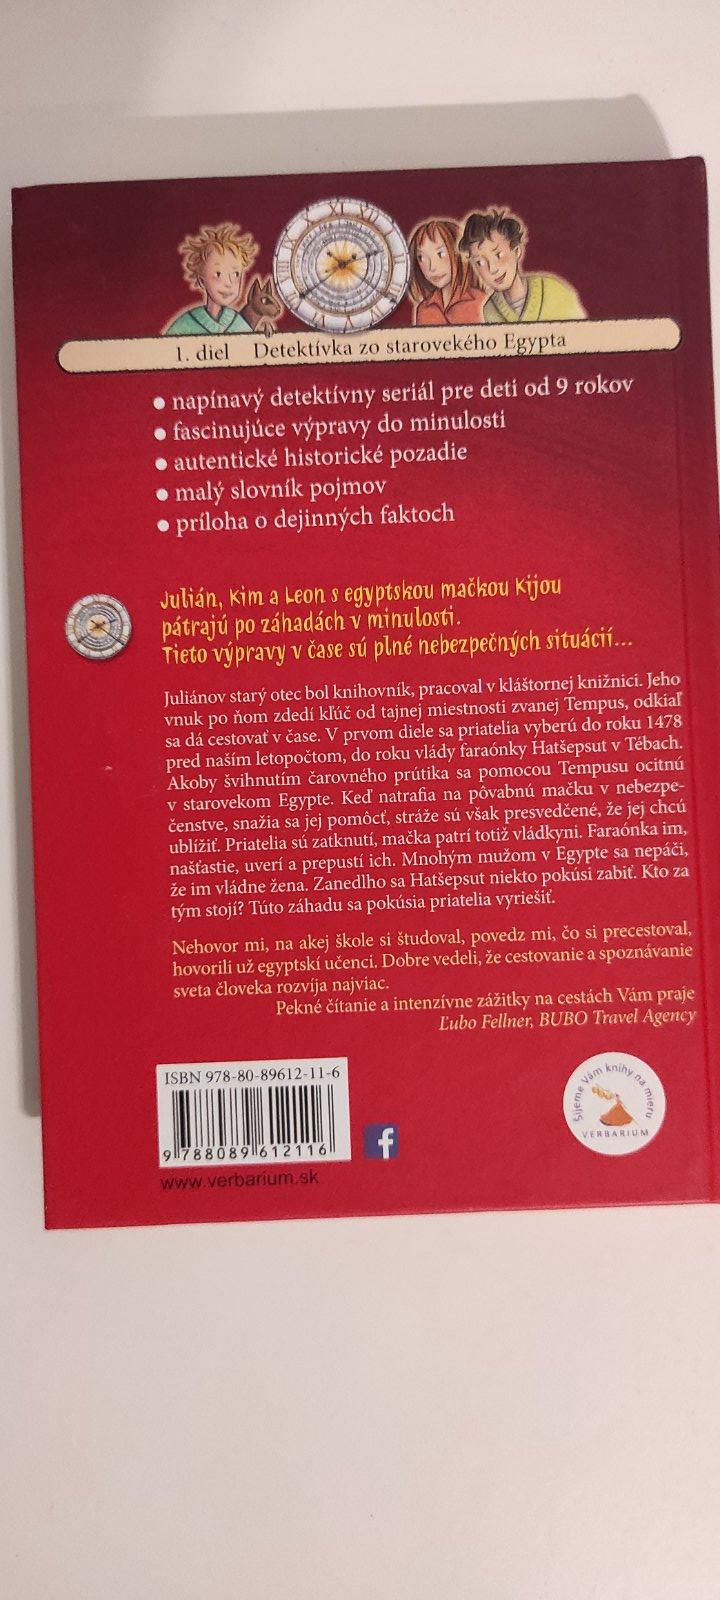 1. diel Detektívka zo starovekého Egypta
● napínavý detektívny seriál pre deti od 9 rokov
● fascinujúce výpravy do minulosti
● autentické historické pozadie
● malý slovník pojmov
● príloha o dejinných faktoch
Julián, Kim a Leon s egyptskou mačkou Kijou
pátrajú po záhadách v minulosti.
Tieto výpravy v čase sú plné nebezpečných situácií...
Juliánov starý otec bol knihovník, pracoval v kláštornej knižnici. Jeho
vnuk po ňom zdedí kľúč od tajnej miestnosti zvanej Tempus, odkiaľ
sa dá cestovať v čase. V prvom diele sa priatelia vyberú do roku 1478
pred naším letopočtom, do roku vlády faraónky Hatšepsut v Tébach.
Akoby švihnutím čarovného prútika sa pomocou Tempusu ocitnú
v starovekom Egypte. Keď natrafia na pôvabnú mačku v nebezpe-
čenstve, snažia sa jej pomôcť, stráže sú však presvedčené, že jej chcú
ublížiť. Priatelia sú zatknutí, mačka patrí totiž vládkyni. Faraónka im,
našťastie, uverí a prepustí ich. Mnohým mužom v Egypte sa nepáči,
že im vládne žena. Zanedlho sa Hatšepsut niekto pokúsi zabiť. Kto za
tým stojí? Túto záhadu sa pokúsia priatelia vyriešiť.
Nehovor mi, na akej škole si študoval, povedz mi, čo si precestoval,
hovorili už egyptskí učenci. Dobre vedeli, že cestovanie a spoznávanie
sveta človeka rozvíja najviac.
Pekné čítanie a intenzívne zážitky na cestách Vám praje
Ľubo Fellner, BUBO Travel Agency
ISBN 978-80-89612-11-6
9 788089 612116
f
www.verbarium.sk
Šijeme Vám knihy na mieru
VERBARIUM